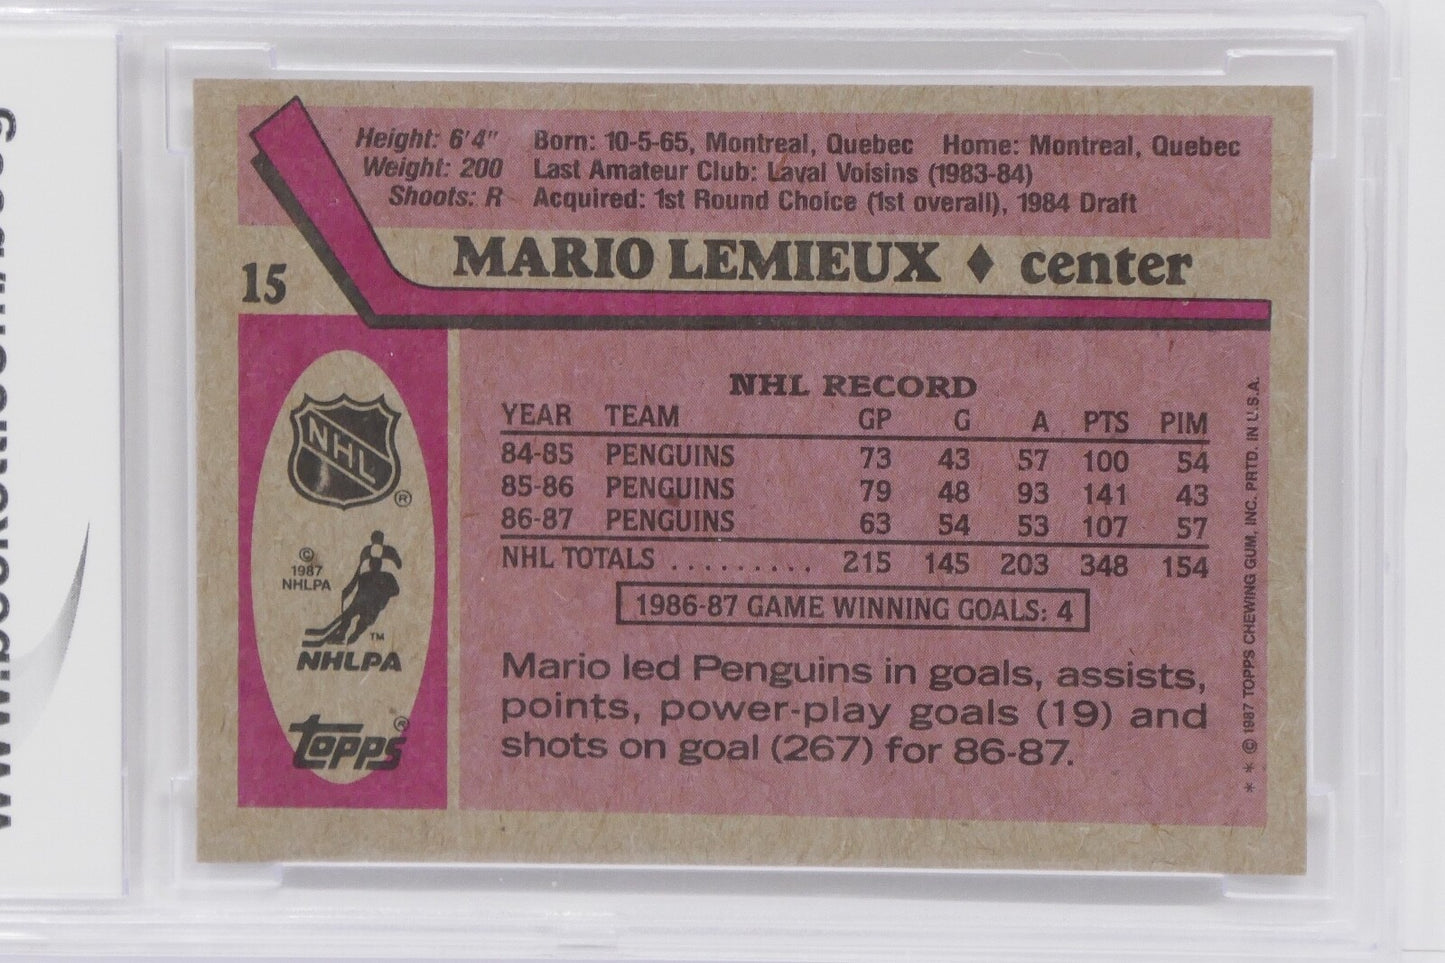 Height: 6'4" Born: 10-5-65, Montreal, Quebec Home: Montreal, Quebec
Weight: 200 Last Amateur Club: Laval Voisins (1983-84)
Shoots: R Acquired: 1st Round Choice (1st overall), 1984 Draft
15 MARIO LEMIEUX ♦ center
NHL RECORD
YEAR TEAM GP G A PTS PIM
84-85 PENGUINS 73 43 57 100 54
85-86 PENGUINS 79 48 93 141 43
86-87 PENGUINS 63 54 53 107 57
NHL TOTALS ......... 215 145 203 348 154
1986-87 GAME WINNING GOALS: 4
Mario led Penguins in goals, assists,
points, power-play goals (19) and
shots on goal (267) for 86-87.
NHL ®
©
1987
NHLPA
TM
NHLPA
topps ®
* * © 1987 TOPPS CHEWING GUM, INC. PRTD. IN U.S.A.